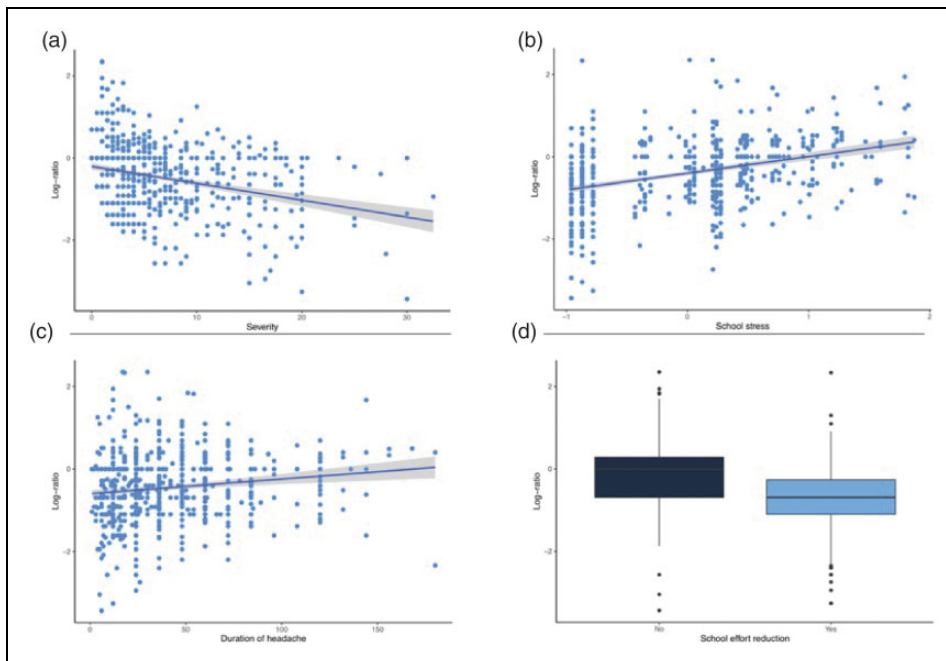 (a)
Log-ratio
2
0
−2
0 10 20 30
Severity
(b)
Log-ratio
2
0
−2
−1 0 1 2
School stress
(c)
Log-ratio
2
0
−2
0 50 100 150
Duration of headache
(d)
Log-ratio
2
0
−2
No Yes
School effort reduction